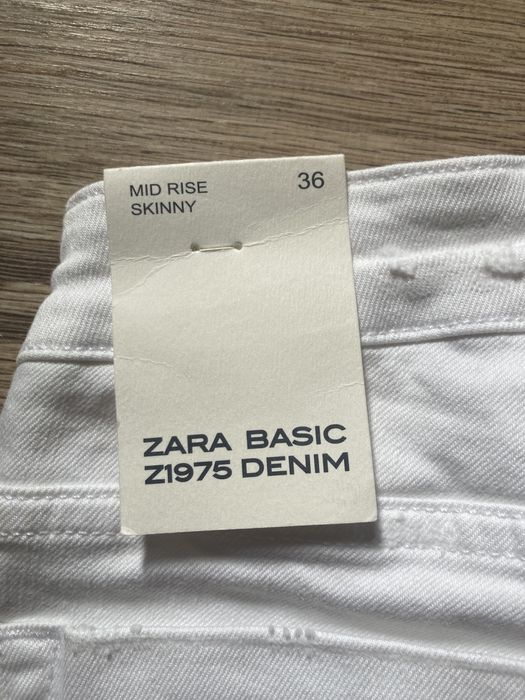 MID RISE 36
SKINNY
ZARA BASIC
Z1975 DENIM